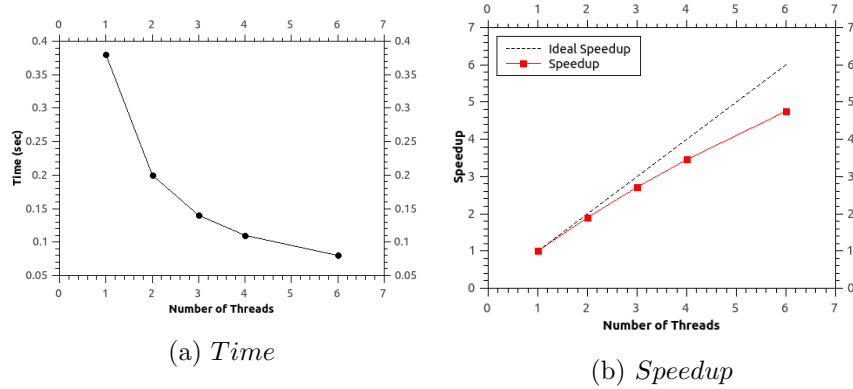 0 1 2 3 4 5 6 7
0.4 0.4
0.35 0.35
0.3 0.3
0.25 0.25
0.2 0.2
0.15 0.15
0.1 0.1
0.05 0.05
Time (sec)
0 1 2 3 4 5 6 7
Number of Threads
(a) Time
0 1 2 3 4 5 6 7
7 7
6 6
5 5
4 4
3 3
2 2
1 1
0 0
Speedup
Ideal Speedup
Speedup
0 1 2 3 4 5 6 7
Number of Threads
(b) Speedup